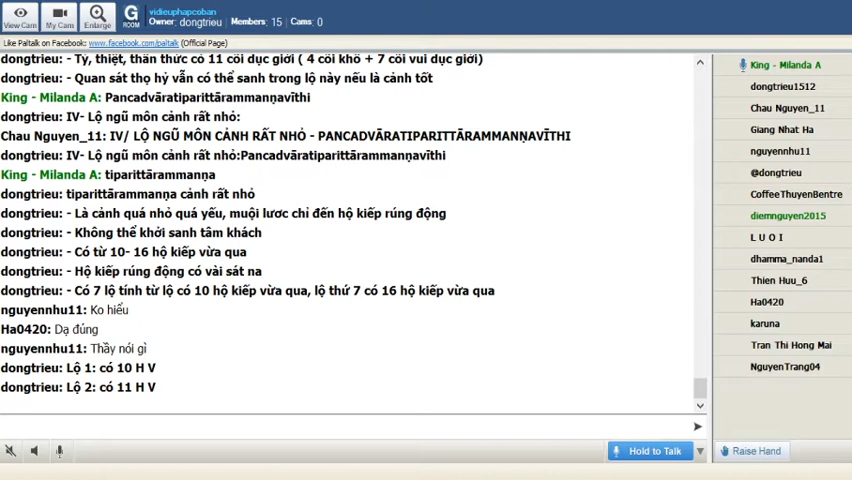 View Cam
My Cams
Enlarge
G
ROOM
vidieuphapcoban
Owner: dongtrieu Members: 15 Cams: 0
Like Paltalk on Facebook: www.facebook.com/paltalk (Official Page)
dongtrieu: - Tỷ, thiệt, thân thức có 11 cõi dục giới ( 4 cõi khổ + 7 cõi vui dục giới)
dongtrieu: - Quan sát thọ hỷ vẫn có thể sanh trong lộ này nếu là cảnh tốt
King - Milanda A: Pancadvāratiparittārammaṇṇavīthi
dongtrieu: IV- Lộ ngũ môn cảnh rất nhỏ:
Chau Nguyen_11: IV/ LỘ NGŨ MÔN CẢNH RẤT NHỎ - PANCADVĀRATIPARITTĀRAMMAṆṆAVĪTHI
dongtrieu: IV- Lộ ngũ môn cảnh rất nhỏ:Pancadvāratiparittārammaṇṇavīthi
King - Milanda A: tiparittārammaṇṇa
dongtrieu: tiparittārammaṇṇa cảnh rất nhỏ
dongtrieu: - Là cảnh quá nhỏ quá yếu, muội lươc chỉ đến hộ kiếp rúng động
dongtrieu: - Không thể khởi sanh tâm khách
dongtrieu: - Có từ 10- 16 hộ kiếp vừa qua
dongtrieu: - Hộ kiếp rúng động có vài sát na
dongtrieu: - Có 7 lộ tính từ lộ có 10 hộ kiếp vừa qua, lộ thứ 7 có 16 hộ kiếp vừa qua
nguyennhu11: Ko hiểu
Ha0420: Dạ đúng
nguyennhu11: Thầy nói gì
dongtrieu: Lộ 1: có 10 H V
dongtrieu: Lộ 2: có 11 H V
Hold to Talk
King - Milanda A
dongtrieu1512
Chau Nguyen_11
Giang Nhat Ha
nguyennhu11
@dongtrieu
CoffeeThuyenBentre
diemnguyen2015
L U O I
dhamma_nanda1
Thien Huu_6
Ha0420
karuna
Tran Thi Hong Mai
NguyenTrang04
Raise Hand